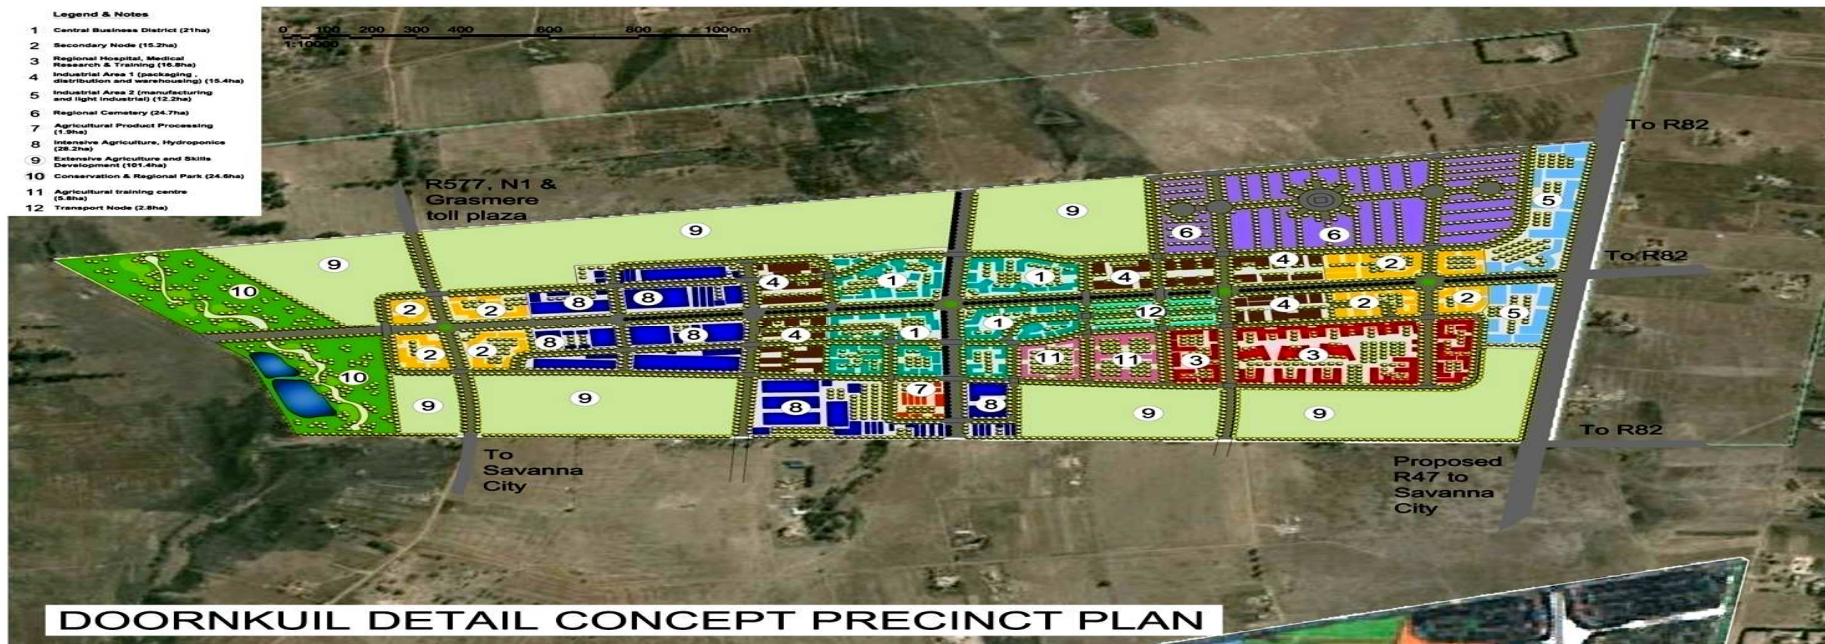 Legend & Notes
1 Central Business District (21ha)
2 Secondary Node (15.2ha)
3 Regional Hospital, Medical
Research & Training (16.8ha)
4 Industrial Area 1 (packaging ,
distribution and warehousing) (15.4ha)
5 Industrial Area 2 (manufacturing
and light industrial) (12.2ha)
6 Regional Cemetery (24.7ha)
7 Agricultural Product Processing
(1.9ha)
8 Intensive Agriculture, Hydroponics
(28.2ha)
9 Extensive Agriculture and Skills
Development (101.4ha)
10 Conservation & Regional Park (24.6ha)
11 Agricultural training centre
(5.8ha)
12 Transport Node (2.8ha)
0 100 200 300 400 600 800 1000m
1:10000
To R82
R577, N1 &
Grasmere
toll plaza
9
9
5
6
6
9
To R82
10
4
1
1
4
4
2
2
2
8
8
2
2
5
12
4
2
8
8
4
1
1
2
2
11
11
3
3
10
9
9
8
7
8
9
9
To R82
To
Savanna
City
Proposed
R47 to
Savanna
City
DOORNKUIL DETAIL CONCEPT PRECINCT PLAN